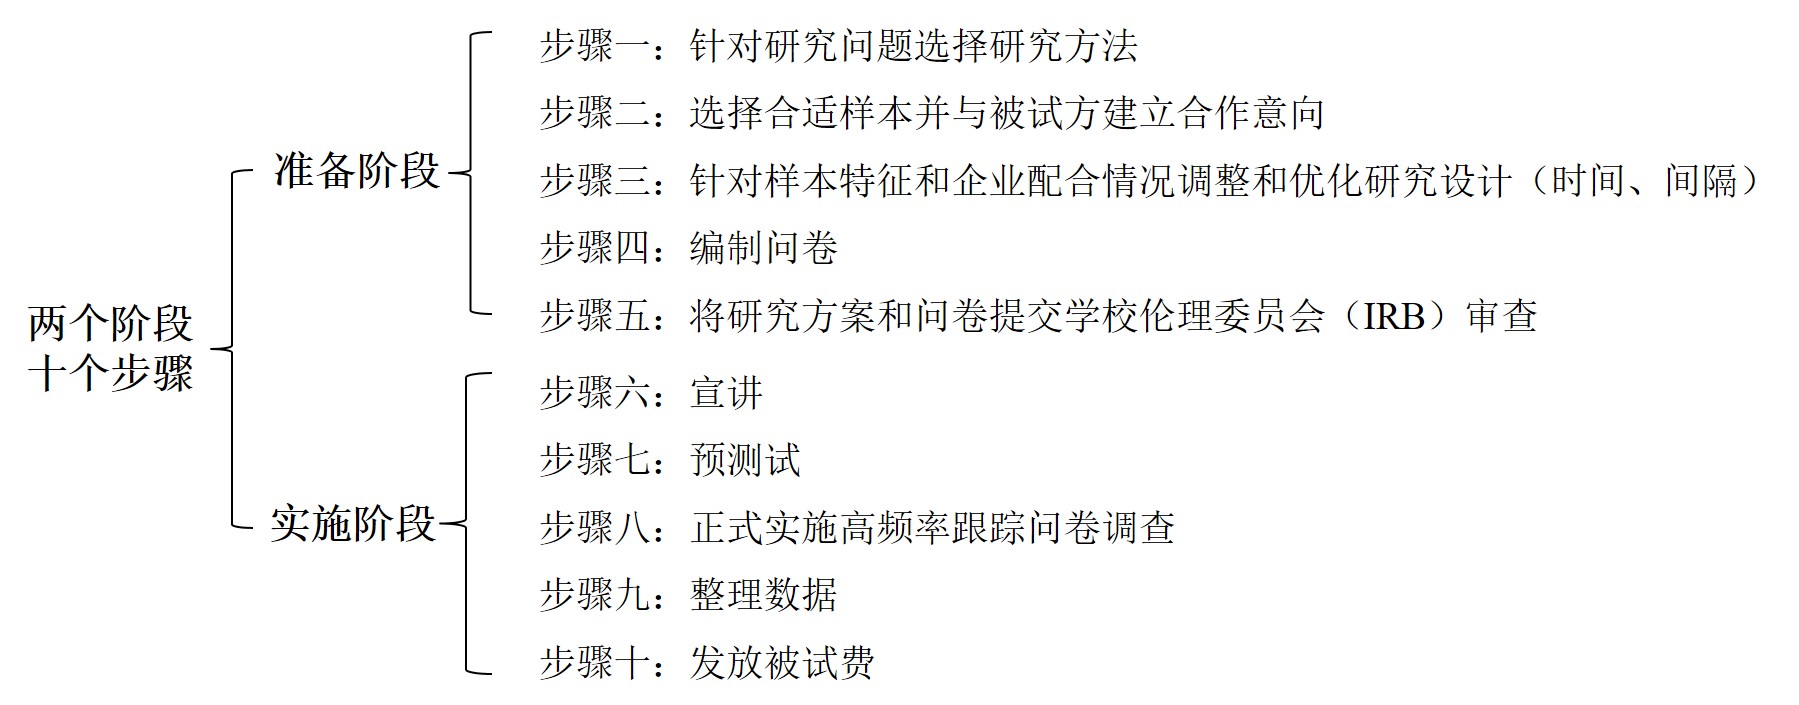 两个阶段
十个步骤
准备阶段
步骤一：针对研究问题选择研究方法
步骤二：选择合适样本并与被试方建立合作意向
步骤三：针对样本特征和企业配合情况调整和优化研究设计（时间、间隔）
步骤四：编制问卷
步骤五：将研究方案和问卷提交学校伦理委员会（IRB）审查
实施阶段
步骤六：宣讲
步骤七：预测试
步骤八：正式实施高频率跟踪问卷调查
步骤九：整理数据
步骤十：发放被试费